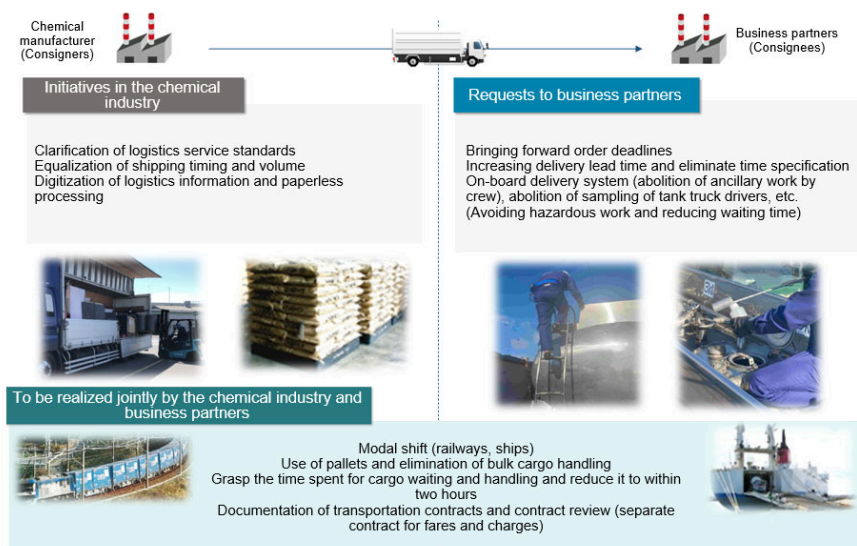 Chemical
manufacturer
(Consigners)
Business partners
(Consignees)
Initiatives in the chemical
industry
Requests to business partners
Clarification of logistics service standards
Equalization of shipping timing and volume
Digitization of logistics information and paperless
processing
Bringing forward order deadlines
Increasing delivery lead time and eliminate time specification
On-board delivery system (abolition of ancillary work by
crew), abolition of sampling of tank truck drivers, etc.
(Avoiding hazardous work and reducing waiting time)
To be realized jointly by the chemical industry and
business partners
Modal shift (railways, ships)
Use of pallets and elimination of bulk cargo handling
Grasp the time spent for cargo waiting and handling and reduce it to within
two hours
Documentation of transportation contracts and contract review (separate
contract for fares and charges)